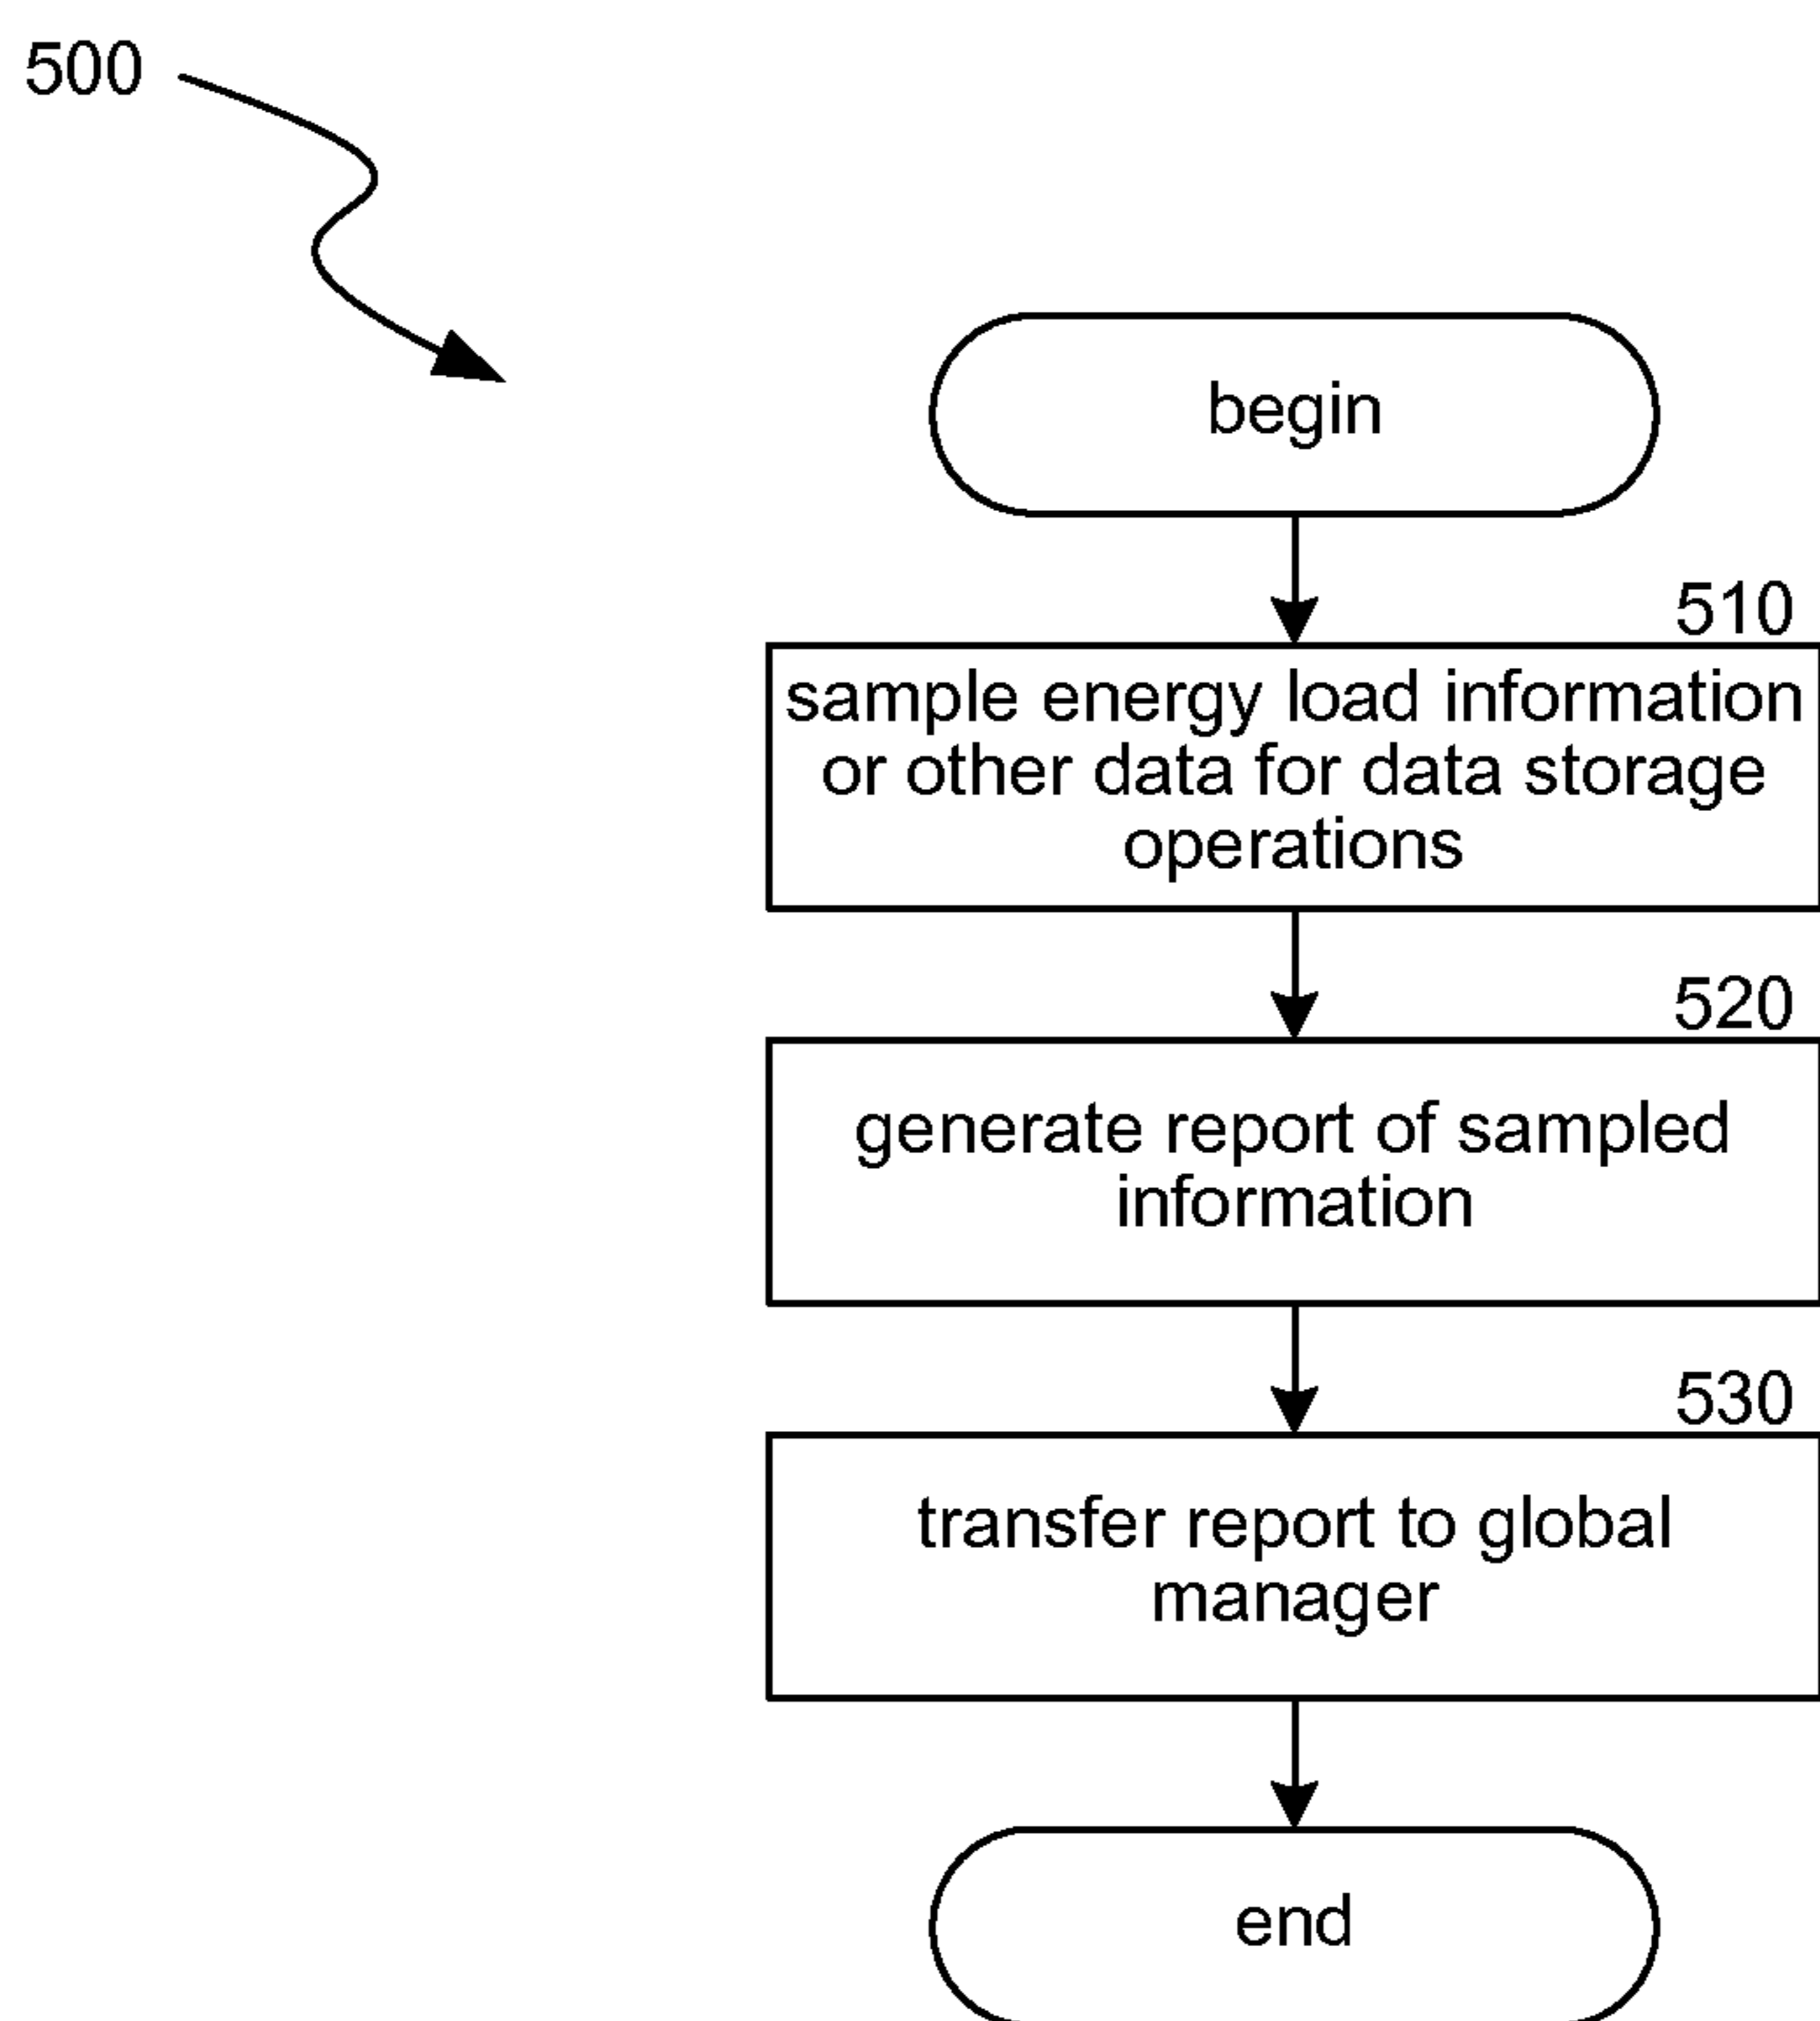 500
begin
510
sample energy load information
or other data for data storage
operations
520
generate report of sampled
information
530
transfer report to global
manager
end